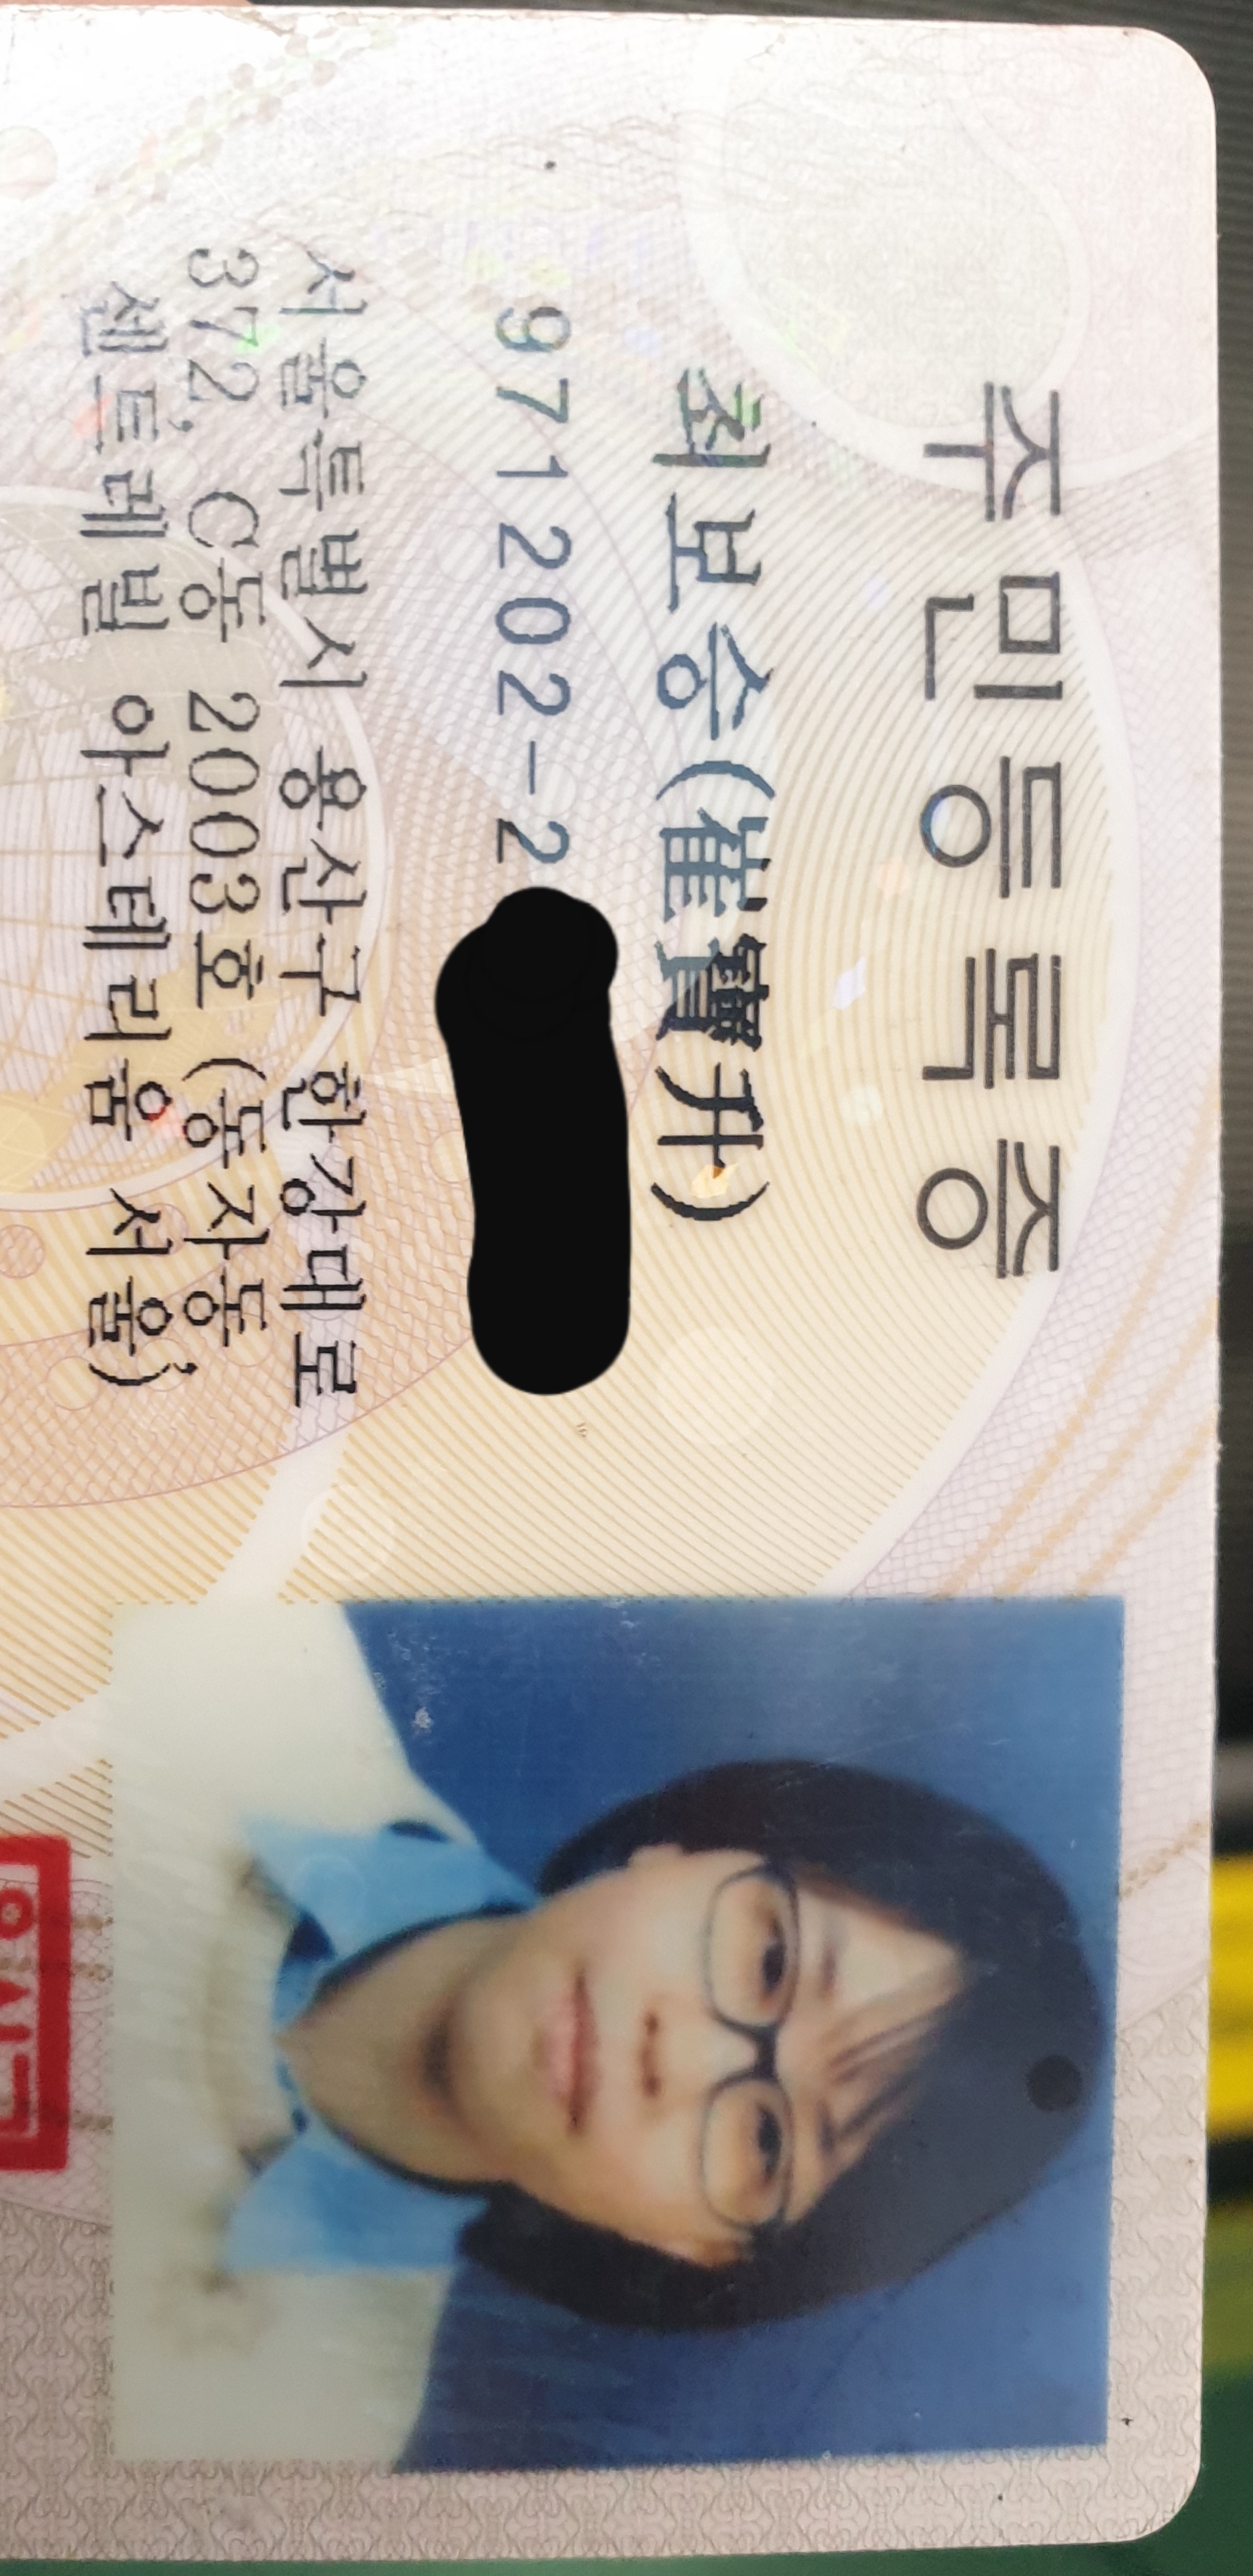 주민등록증
최보승(崔寶升)
971202-2
서울특별시 용산구 한강대로
372, C동 2003호 (동자동,
센트레빌 아스테리움 서울)